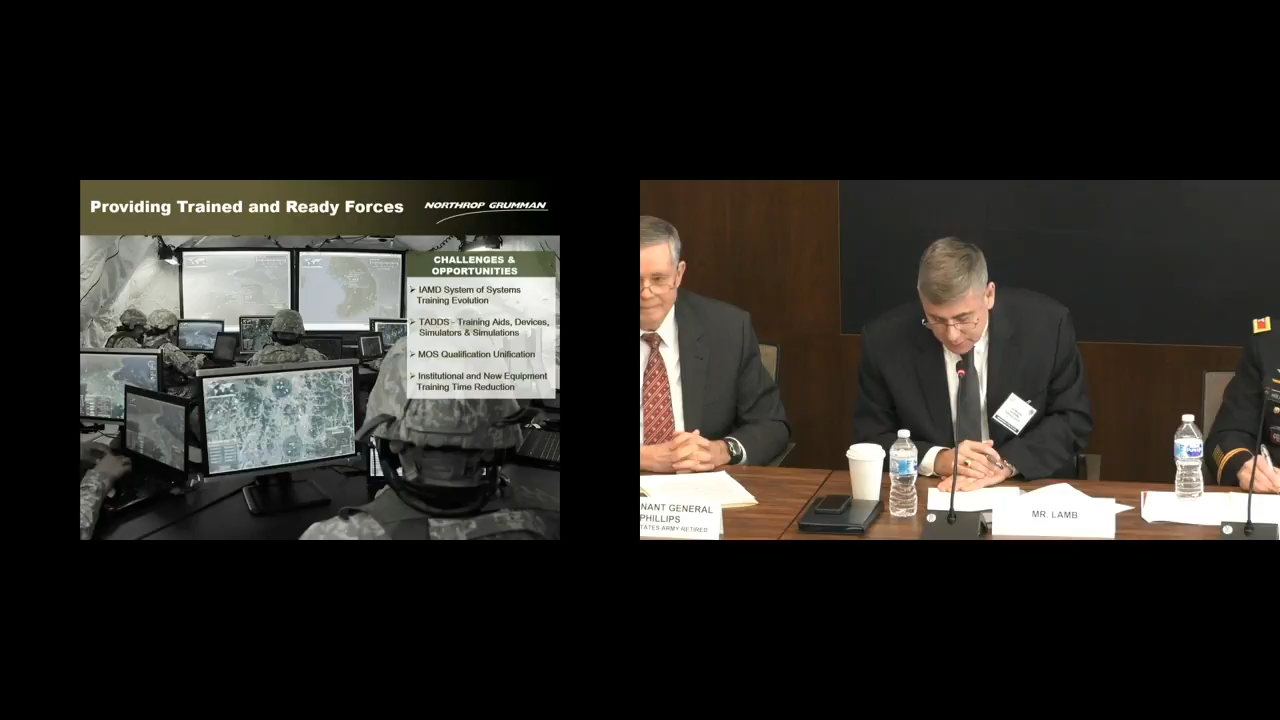 Providing Trained and Ready Forces
NORTHROP GRUMMAN
CHALLENGES &
OPPORTUNITIES
IAMD System of Systems
Training Evolution
TADDS - Training Aids, Devices,
Simulators & Simulations
MOS Qualification Unification
Institutional and New Equipment
Training Time Reduction
NANT GENERAL
PHILLIPS
TATES ARMY RETIRED
MR. LAMB